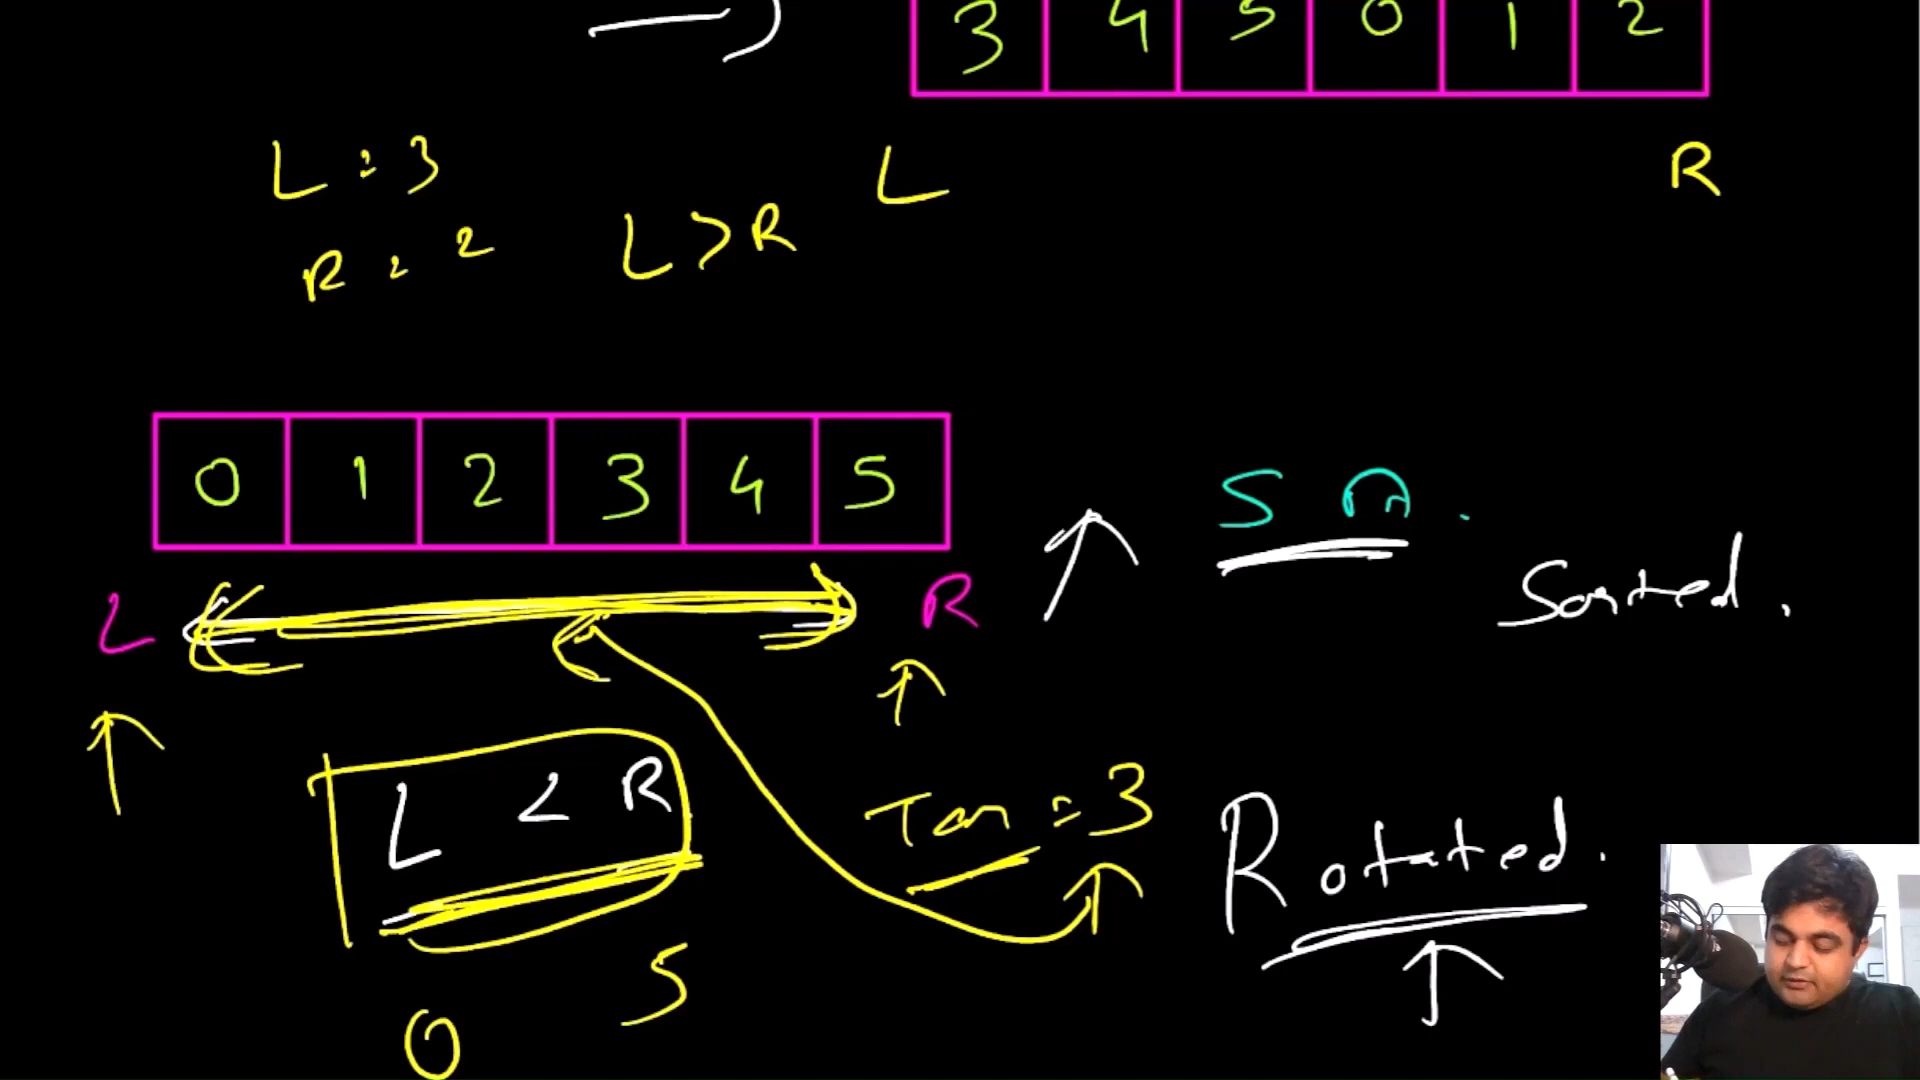 3 4 5 0 1 2
L = 3
L R
R = 2
L > R
0 1 2 3 4 5
S
Sorted.
L R
L < R
Tar = 3
Rotated.
0 5